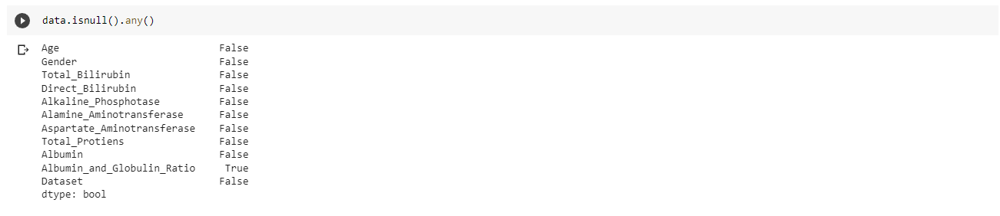 data.isnull().any()
Age False
Gender False
Total_Bilirubin False
Direct_Bilirubin False
Alkaline_Phosphotase False
Alamine_Aminotransferase False
Aspartate_Aminotransferase False
Total_Protiens False
Albumin False
Albumin_and_Globulin_Ratio True
Dataset False
dtype: bool